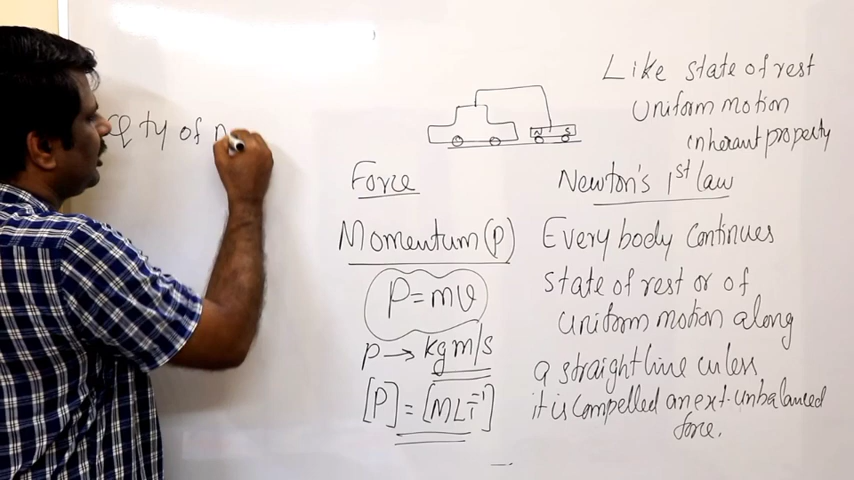 Qty of
N S
Like state of rest
Uniform motion
inherant property
Force
Momentum (p)
P = mv
p → kg m/s
[P] = [MLT⁻¹]
Newton's 1st law
Every body continues
state of rest or of
uniform motion along
a straight line unless
it is compelled an ext. unbalanced
force.